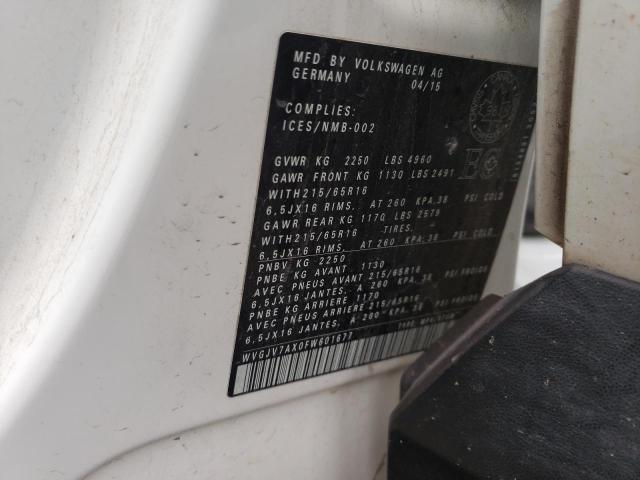 MFD BY VOLKSWAGEN AG
GERMANY 04/15
COMPLIES:
ICES/NMB-002
GVWR KG 2250 LBS 4960
GAWR FRONT KG 1130 LBS 2491
WITH215/65R16
6,5JX16 RIMS. AT 260 KPA,38 PSI COLD
GAWR REAR KG 1170 LBS 2579
WITH215/65R16 TIRES.
6,5JX16 RIMS, AT 260 KPA, 38 PSI COLD
PNBV KG 2250
PNBE KG AVANT 1130
AVEC PNEUS AVANT 215/65R16
6,5JX16 JANTES. A 260 KPA, 38 PSI FROIDE
PNBE KG ARRIERE 1170
AVEC PNEUS ARRIERE 215/65R16
6,5JX16 JANTES, A 260 KPA, 38 PSI FROIDE
WVGJV7AX0FW601677 TYPE: